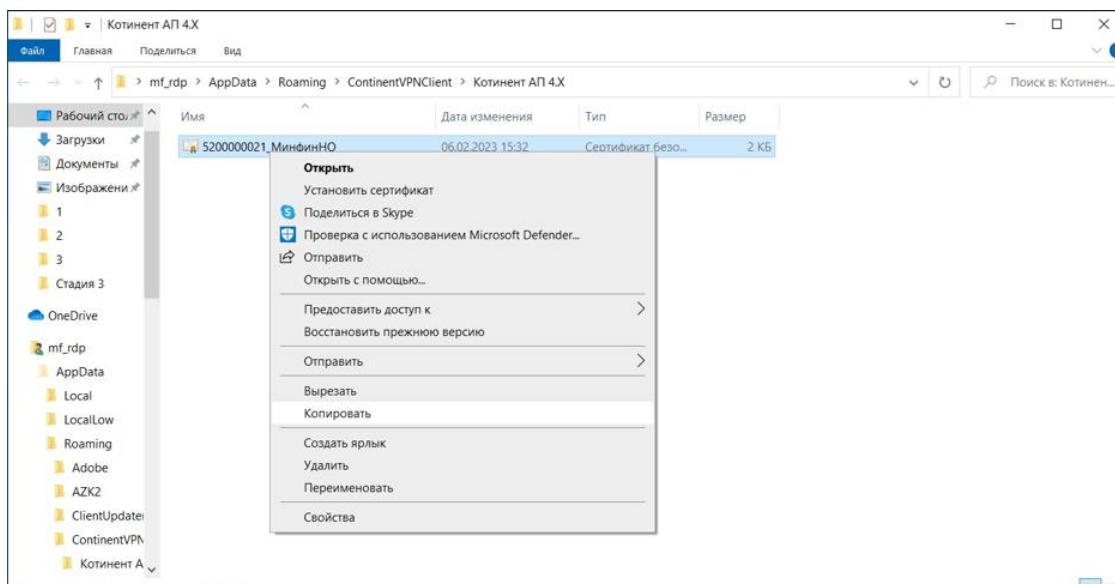 Котинент АП 4.X
Файл Главная Поделиться Вид
mf_rdp > AppData > Roaming > ContinentVPNClient > Котинент АП 4.X
Поиск в: Котинен...
Имя Дата изменения Тип Размер
5200000021_МинфинНО 06.02.2023 15:32 Сертификат безо... 2 КБ
Рабочий сто
Загрузки
Документы
Изображени
1
2
3
Стадия 3
OneDrive
mf_rdp
AppData
Local
LocalLow
Roaming
Adobe
AZK2
ClientUpdater
ContinentVPN
Котинент А
Открыть
Установить сертификат
Поделиться в Skype
Проверка с использованием Microsoft Defender...
Отправить
Открыть с помощью...
Предоставить доступ к
Восстановить прежнюю версию
Отправить
Вырезать
Копировать
Создать ярлык
Удалить
Переименовать
Свойства